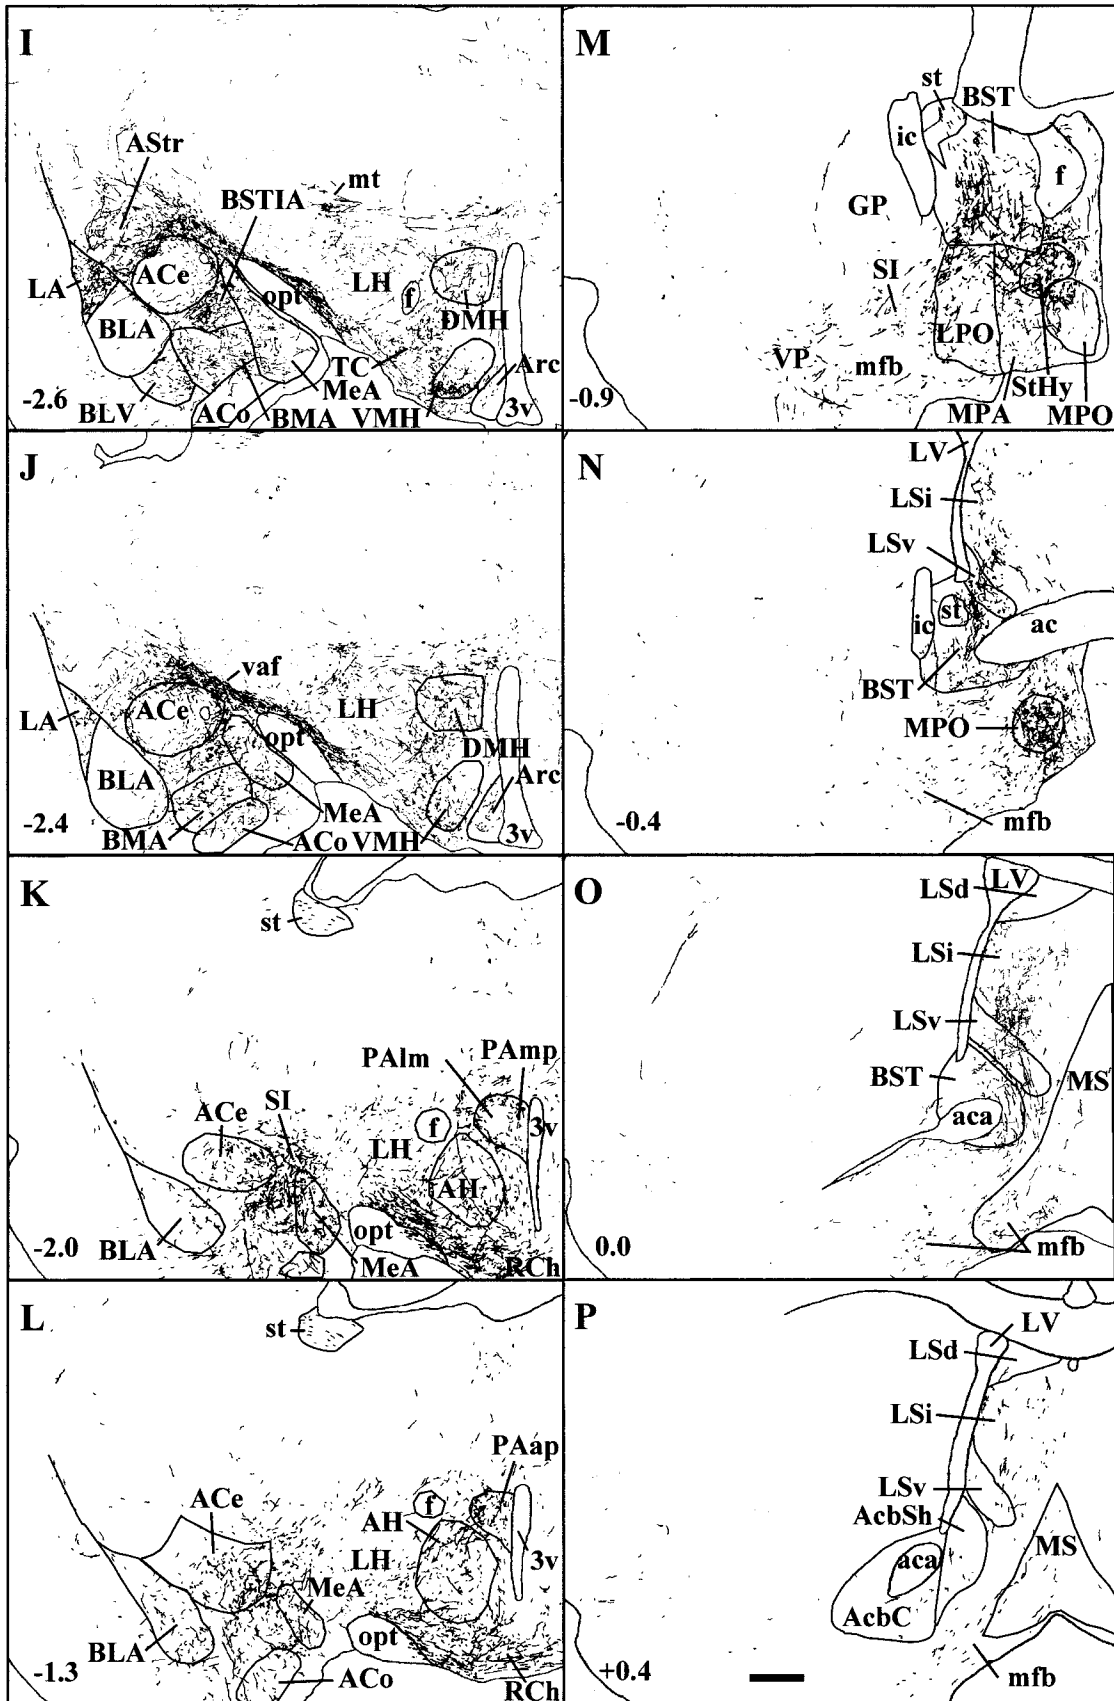 I
AStr
BSTIA
mt
LA
ACe
opt
LH
f
DMH
BLA
TC
MeA
Arc
-2.6
BLV
ACo
BMA
VMH
3v
J
vaf
LA
ACe
opt
LH
DMH
BLA
Arc
MeA
-2.4
BMA
ACo
VMH
3v
K
st
PAlm
PAmp
ACe
SI
f
3v
LH
AH
opt
-2.0
BLA
MeA
RCh
L
st
PAap
ACe
f
AH
LH
3v
MeA
BLA
opt
-1.3
ACo
RCh
M
st
BST
ic
f
GP
SI
LPO
VP
mfb
StHy
-0.9
MPA
MPO
N
LV
LSi
LSv
st
ic
ac
BST
MPO
-0.4
mfb
O
LV
LSd
LSi
LSv
BST
MS
aca
0.0
mfb
P
LV
LSd
LSi
LSv
AcbSh
aca
MS
AcbC
+0.4
mfb